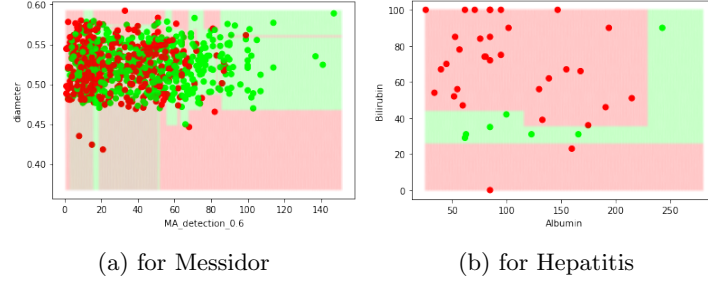 0.60
0.55
0.50
0.45
0.40
diameter
0 20 40 60 80 100 120 140
MA_detection_0.6
100
80
60
40
20
0
Bilirubin
50 100 150 200 250
Albumin
(a) for Messidor
(b) for Hepatitis